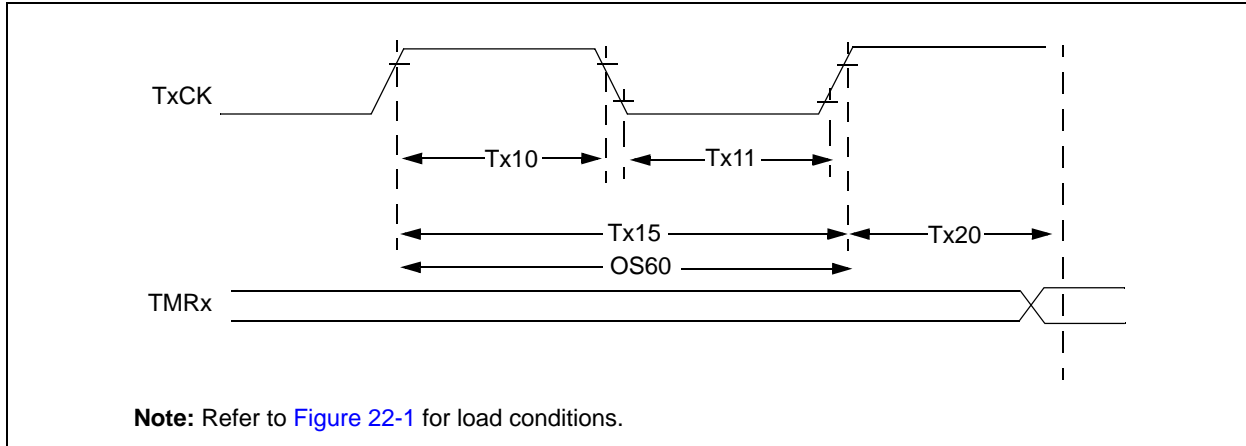 TxCK
Tx10
Tx11
Tx15
Tx20
OS60
TMRx
Note: Refer to Figure 22-1 for load conditions.